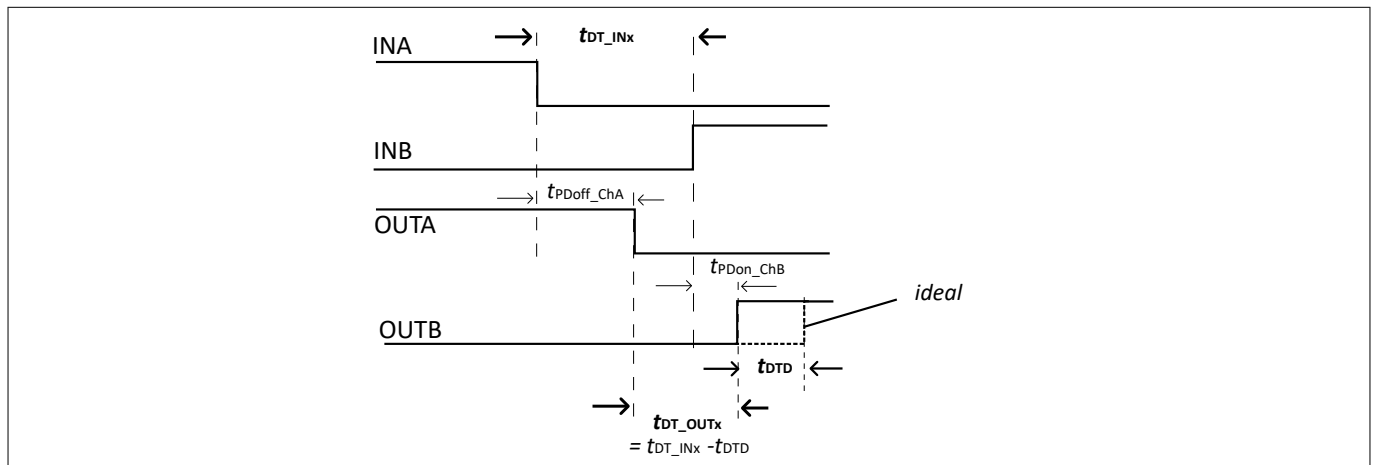 tDT_INx
INA
INB
tPDoff_ChA
OUTA
tPDon_ChB
ideal
OUTB
tDTD
tDT_OUTx
= tDT_INx -tDTD